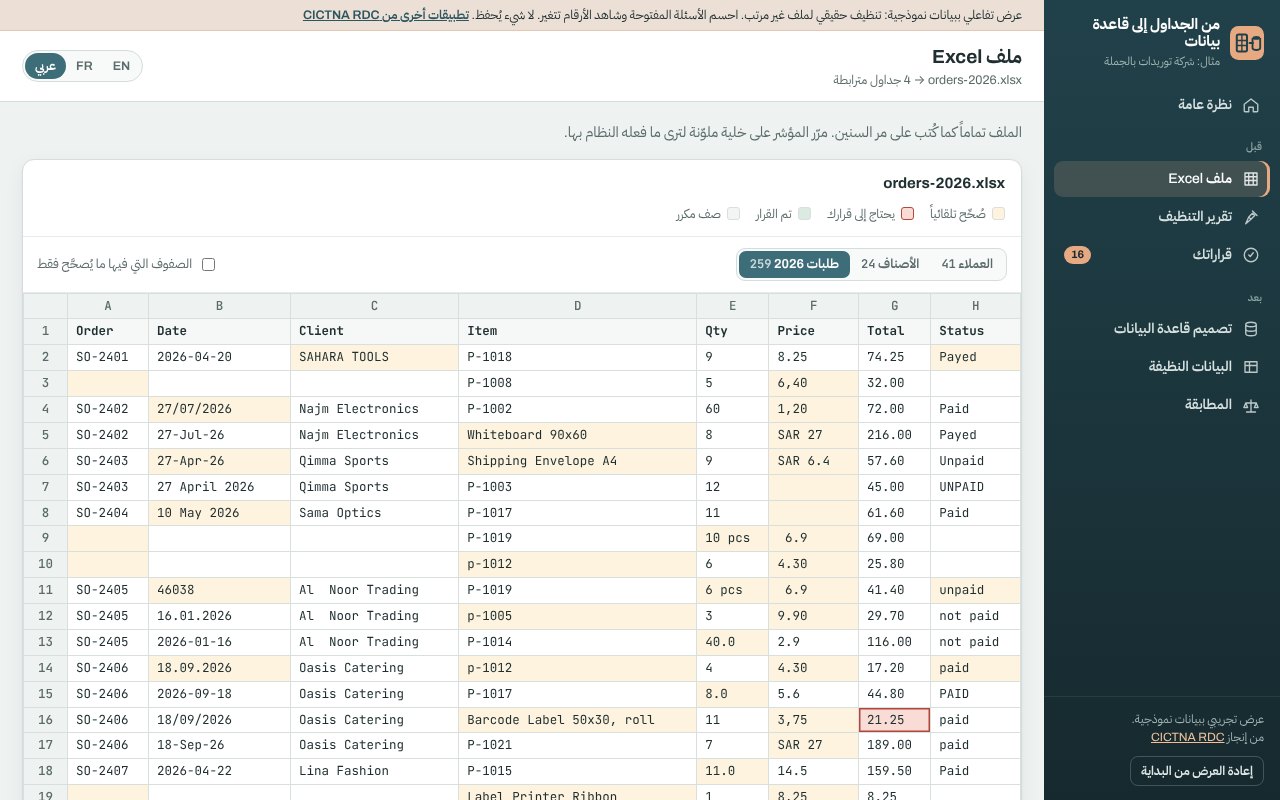 عرض تفاعلي ببيانات نموذجية: تنظيف حقيقي لملف غير مرتب. احسم الأسئلة المفتوحة وشاهد الأرقام تتغير. لا شيء يُحفظ. تطبيقات أخرى من CICTNA RDC
من الجداول إلى قاعدة بيانات
مثال: شركة توريدات بالجملة
نظرة عامة
قبل
ملف Excel
تقرير التنظيف
قراراتك 16
بعد
تصميم قاعدة البيانات
البيانات النظيفة
المطابقة
عرض تجريبي ببيانات نموذجية.
من إنجاز CICTNA RDC
إعادة العرض من البداية
ملف Excel
orders-2026.xlsx → 4 جداول مترابطة
عربي FR EN
الملف تماماً كما كُتب على مر السنين. مرّر المؤشر على خلية ملوّنة لترى ما فعله النظام بها.
orders-2026.xlsx
صُحّح تلقائياً يحتاج إلى قرارك تم القرار صف مكرر
العملاء 41 الأصناف 24 طلبات 2026 259
الصفوف التي فيها ما يُصحَّح فقط
A B C D E F G H
1 Order Date Client Item Qty Price Total Status
2 SO-2401 2026-04-20 SAHARA TOOLS P-1018 9 8.25 74.25 Payed
3 P-1008 5 6,40 32.00
4 SO-2402 27/07/2026 Najm Electronics P-1002 60 1,20 72.00 Paid
5 SO-2402 27-Jul-26 Najm Electronics Whiteboard 90x60 8 SAR 27 216.00 Payed
6 SO-2403 27-Apr-26 Qimma Sports Shipping Envelope A4 9 SAR 6.4 57.60 Unpaid
7 SO-2403 27 April 2026 Qimma Sports P-1003 12 45.00 UNPAID
8 SO-2404 10 May 2026 Sama Optics P-1017 11 61.60 Paid
9 P-1019 10 pcs 6.9 69.00
10 p-1012 6 4.30 25.80
11 SO-2405 46038 Al  Noor Trading P-1019 6 pcs 6.9 41.40 unpaid
12 SO-2405 16.01.2026 Al  Noor Trading p-1005 3 9.90 29.70 not paid
13 SO-2405 2026-01-16 Al  Noor Trading P-1014 40.0 2.9 116.00 not paid
14 SO-2406 18.09.2026 Oasis Catering p-1012 4 4.30 17.20 paid
15 SO-2406 2026-09-18 Oasis Catering P-1017 8.0 5.6 44.80 PAID
16 SO-2406 18/09/2026 Oasis Catering Barcode Label 50x30, roll 11 3,75 21.25 paid
17 SO-2406 18-Sep-26 Oasis Catering P-1021 7 SAR 27 189.00 paid
18 SO-2407 2026-04-22 Lina Fashion P-1015 11.0 14.5 159.50 Paid
19 Label Printer Ribbon 1 8.25 8.25